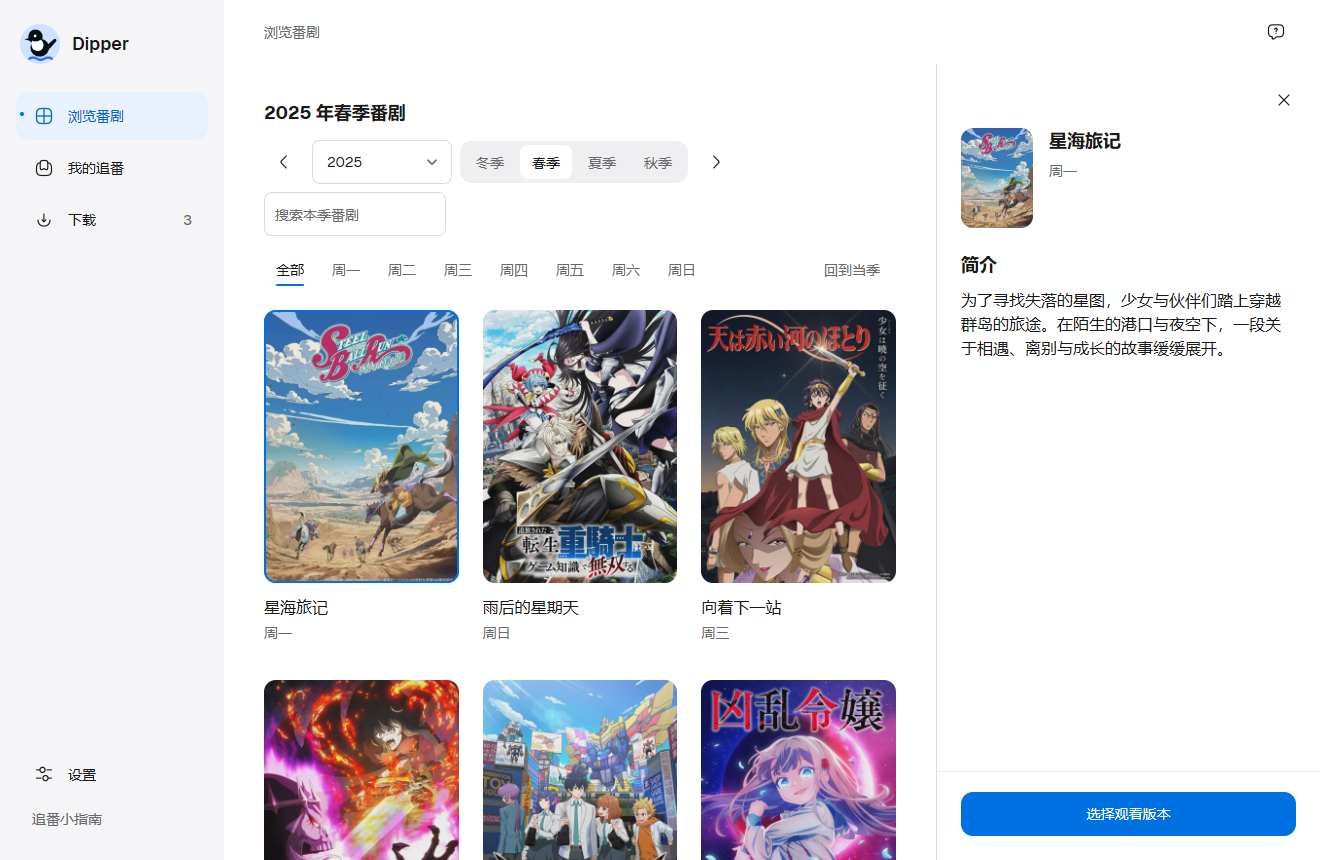 Dipper
浏览番剧
我的追番
下载 3
设置
追番小指南
浏览番剧
2025 年春季番剧
2025
冬季 春季 夏季 秋季
搜索本季番剧
全部 周一 周二 周三 周四 周五 周六 周日 回到当季
STEEL
BALL RUN
追放された
転生重騎士は
ゲーム知識で無双する
天は赤い河のほとり
少女は暁の空を征く
星海旅记
周一
雨后的星期天
周日
向着下一站
周三
凶乱令嬢
星海旅记
周一
简介
为了寻找失落的星图，少女与伙伴们踏上穿越
群岛的旅途。在陌生的港口与夜空下，一段关
于相遇、离别与成长的故事缓缓展开。
选择观看版本